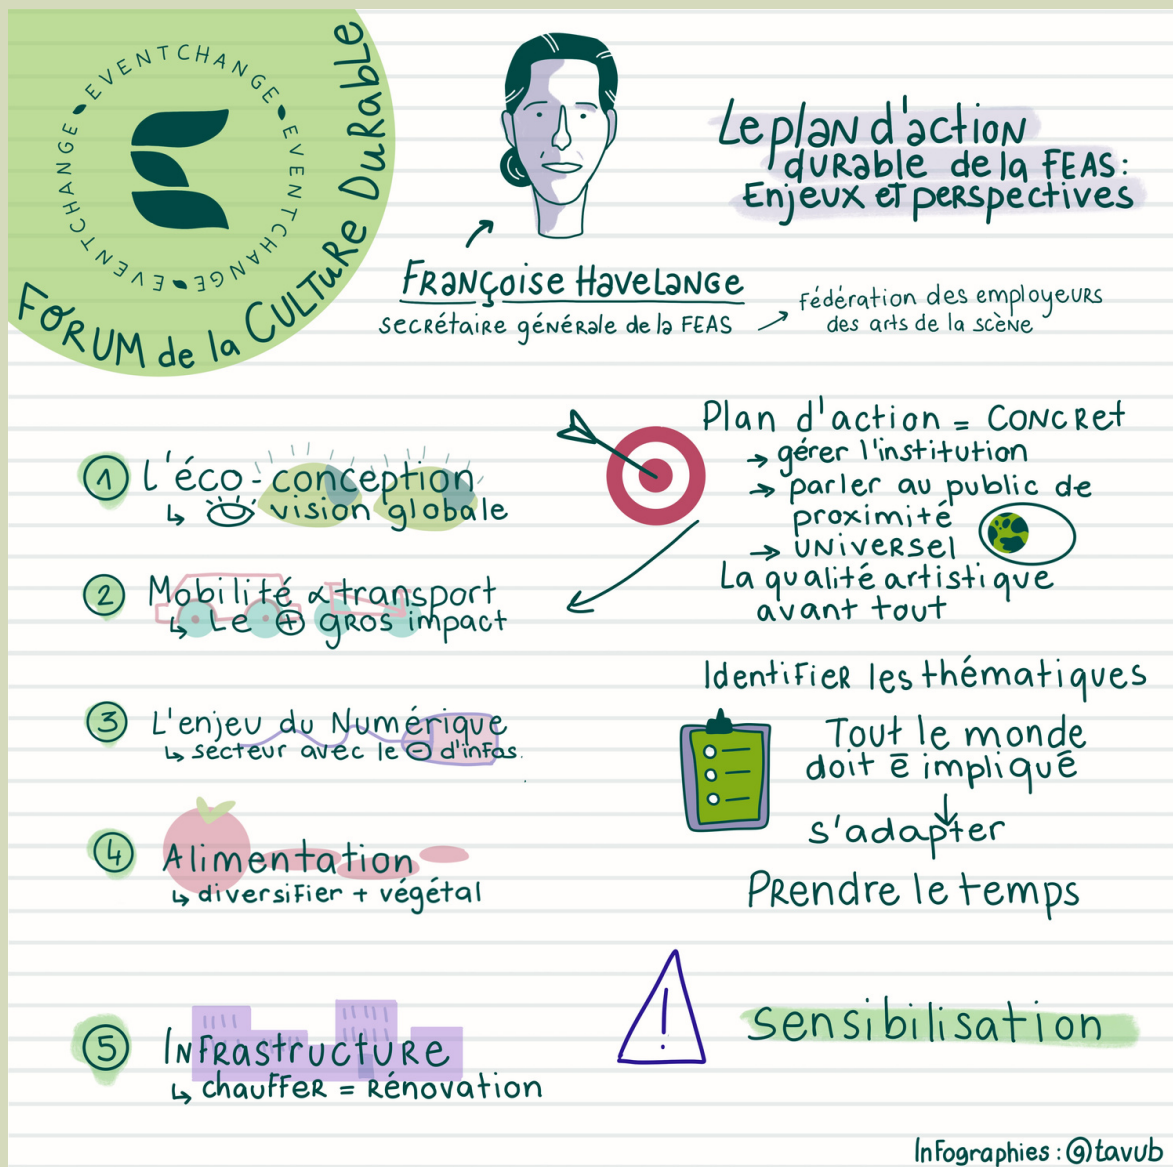 EVENTCHANGE • EVENTCHANGE • EVENTCHANGE • EVENTCHANGE
FORUM de la CULTURE DURABLE
Le plan d'action
durable de la FEAS:
Enjeux et perspectives
Françoise Havelange
secrétaire générale de la FEAS
Fédération des employeurs
des arts de la scène
1 L'éco-conception
↳ vision globale
2 Mobilité & transport
↳ Le ⊕ gros impact
3 L'enjeu du Numérique
↳ secteur avec le ⊖ d'infos.
4 Alimentation
↳ diversifier + végétal
5 Infrastructure
↳ chauffer = Rénovation
Plan d'action = CONCRET
→ gérer l'institution
→ parler au public de
proximité
→ UNIVERSEL
La qualité artistique
avant tout
Identifier les thématiques
Tout le monde
doit ē impliqué
↓
s'adapter
Prendre le temps
!
Sensibilisation
Infographies : @tavub